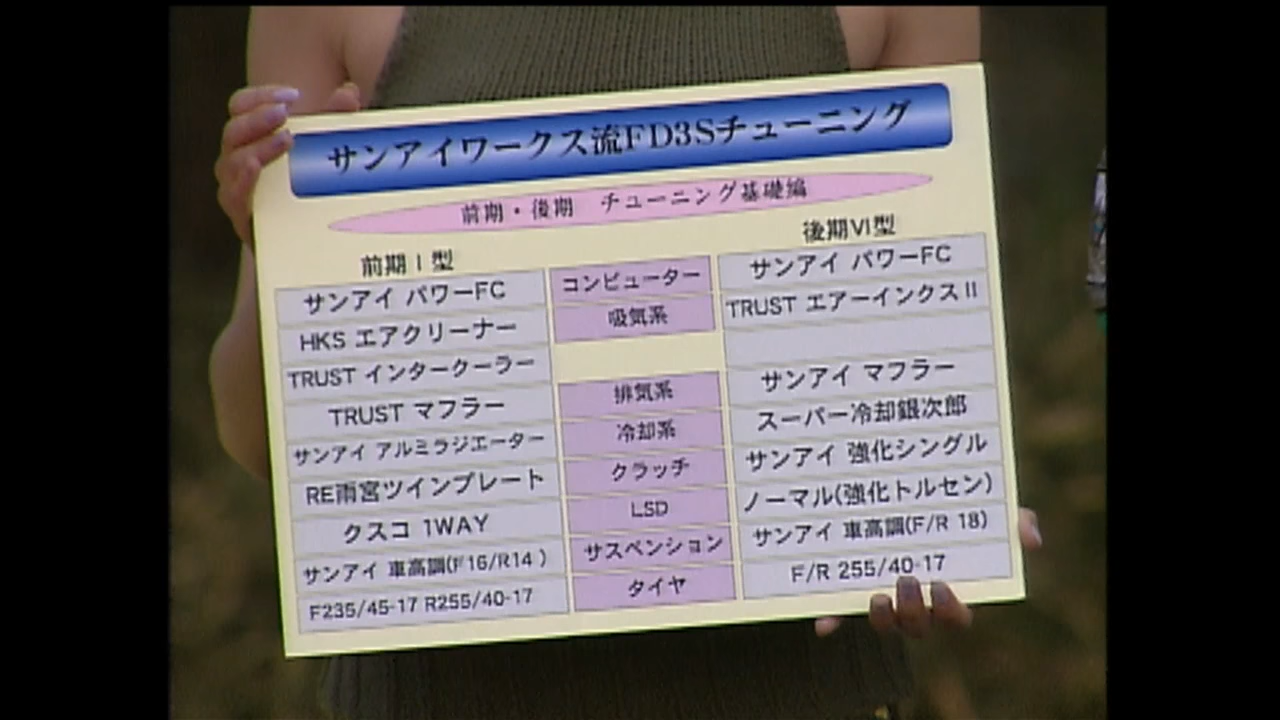 サンアイワークス流FD3Sチューニング
前期・後期 チューニング基礎編
前期Ⅰ型 後期Ⅵ型
サンアイ パワーFC コンピューター サンアイ パワーFC
HKS エアクリーナー 吸気系 TRUST エアーインクスⅡ
TRUST インタークーラー
TRUST マフラー 排気系 サンアイ マフラー
サンアイ アルミラジエーター 冷却系 スーパー冷却銀次郎
RE雨宮ツインプレート クラッチ サンアイ 強化シングル
クスコ 1WAY LSD ノーマル(強化トルセン)
サンアイ 車高調(F16/R14 ) サスペンション サンアイ 車高調(F/R 18)
F235/45-17 R255/40-17 タイヤ F/R 255/40-17